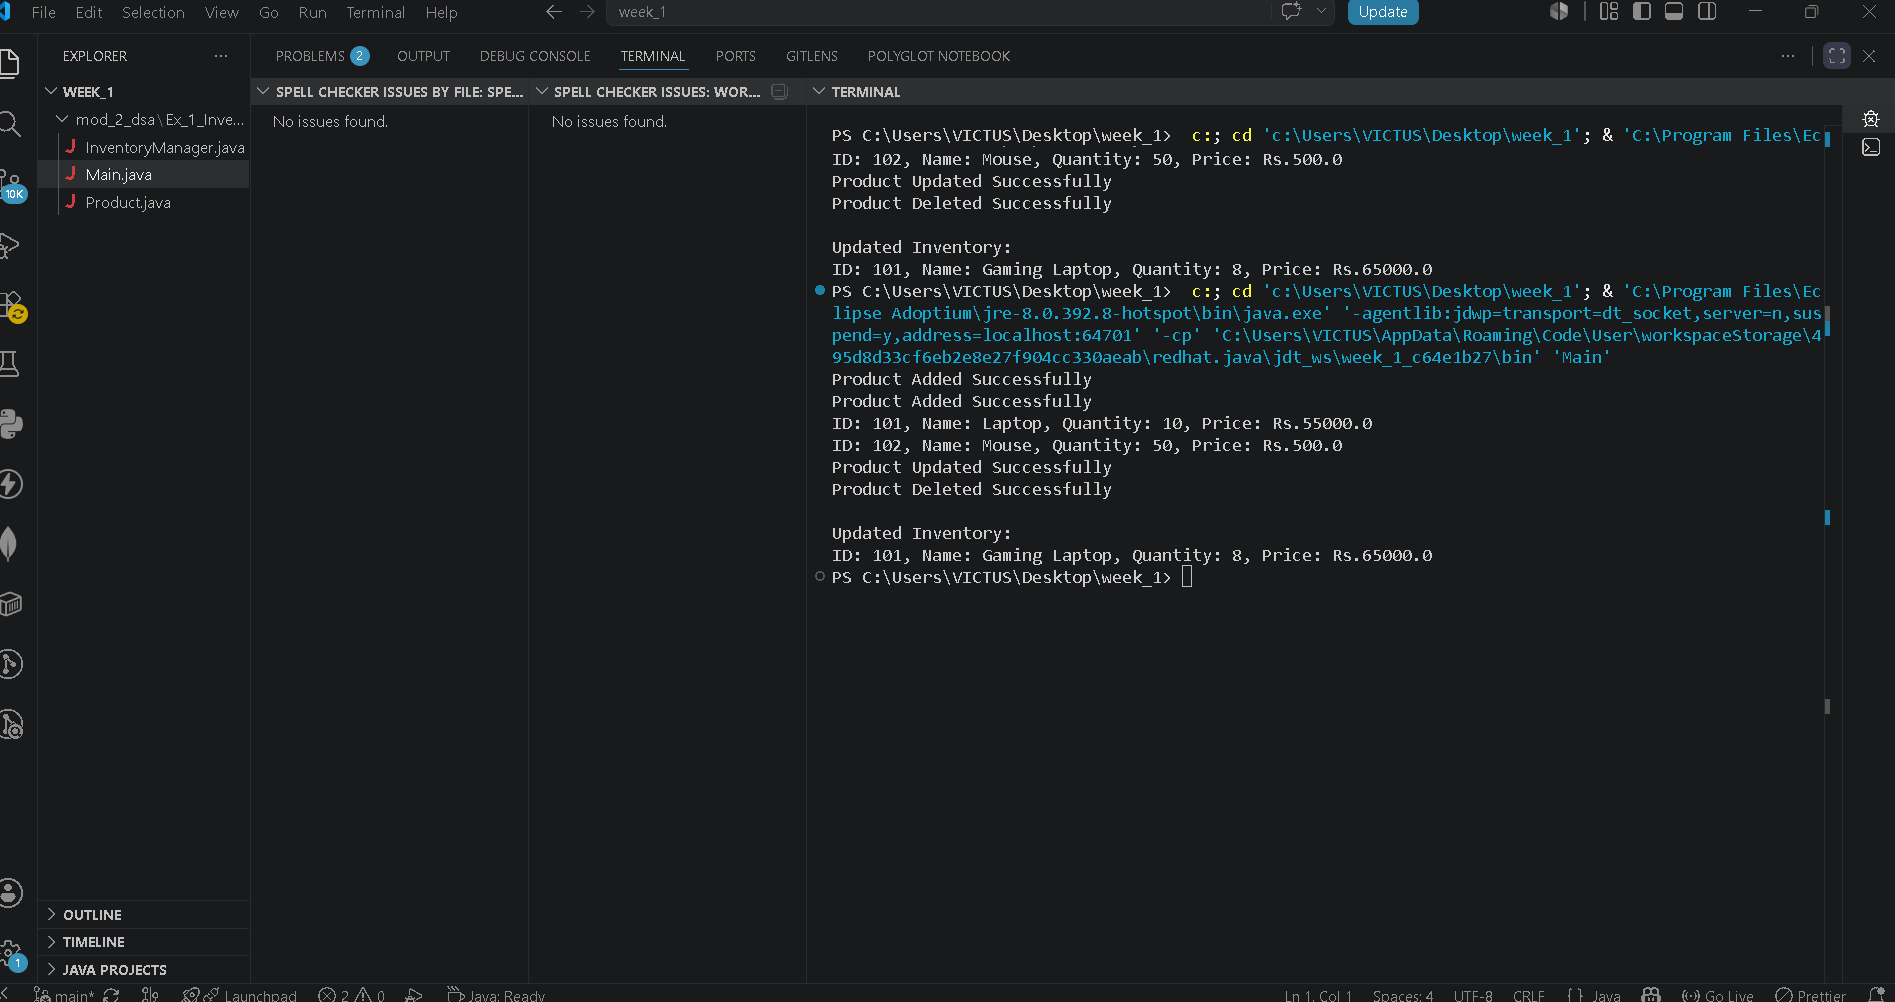 File Edit Selection View Go Run Terminal Help
week_1
Update
EXPLORER
PROBLEMS 2 OUTPUT DEBUG CONSOLE TERMINAL PORTS GITLENS POLYGLOT NOTEBOOK
WEEK_1
mod_2_dsa\Ex_1_Inve...
InventoryManager.java
Main.java
Product.java
10K
OUTLINE
TIMELINE
JAVA PROJECTS
1
SPELL CHECKER ISSUES BY FILE: SPE...
No issues found.
SPELL CHECKER ISSUES: WOR...
No issues found.
TERMINAL
PS C:\Users\VICTUS\Desktop\week_1>  c:; cd 'c:\Users\VICTUS\Desktop\week_1'; & 'C:\Program Files\Ec
ID: 102, Name: Mouse, Quantity: 50, Price: Rs.500.0
Product Updated Successfully
Product Deleted Successfully
Updated Inventory:
ID: 101, Name: Gaming Laptop, Quantity: 8, Price: Rs.65000.0
PS C:\Users\VICTUS\Desktop\week_1>  c:; cd 'c:\Users\VICTUS\Desktop\week_1'; & 'C:\Program Files\Ec
lipse Adoptium\jre-8.0.392.8-hotspot\bin\java.exe' '-agentlib:jdwp=transport=dt_socket,server=n,sus
pend=y,address=localhost:64701' '-cp' 'C:\Users\VICTUS\AppData\Roaming\Code\User\workspaceStorage\4
95d8d33cf6eb2e8e27f904cc330aeab\redhat.java\jdt_ws\week_1_c64e1b27\bin' 'Main'
Product Added Successfully
Product Added Successfully
ID: 101, Name: Laptop, Quantity: 10, Price: Rs.55000.0
ID: 102, Name: Mouse, Quantity: 50, Price: Rs.500.0
Product Updated Successfully
Product Deleted Successfully
Updated Inventory:
ID: 101, Name: Gaming Laptop, Quantity: 8, Price: Rs.65000.0
PS C:\Users\VICTUS\Desktop\week_1>
main* Launchpad 2 0 Java: Ready Ln 1, Col 1 Spaces: 4 UTF-8 CRLF {} Java Go Live Prettier